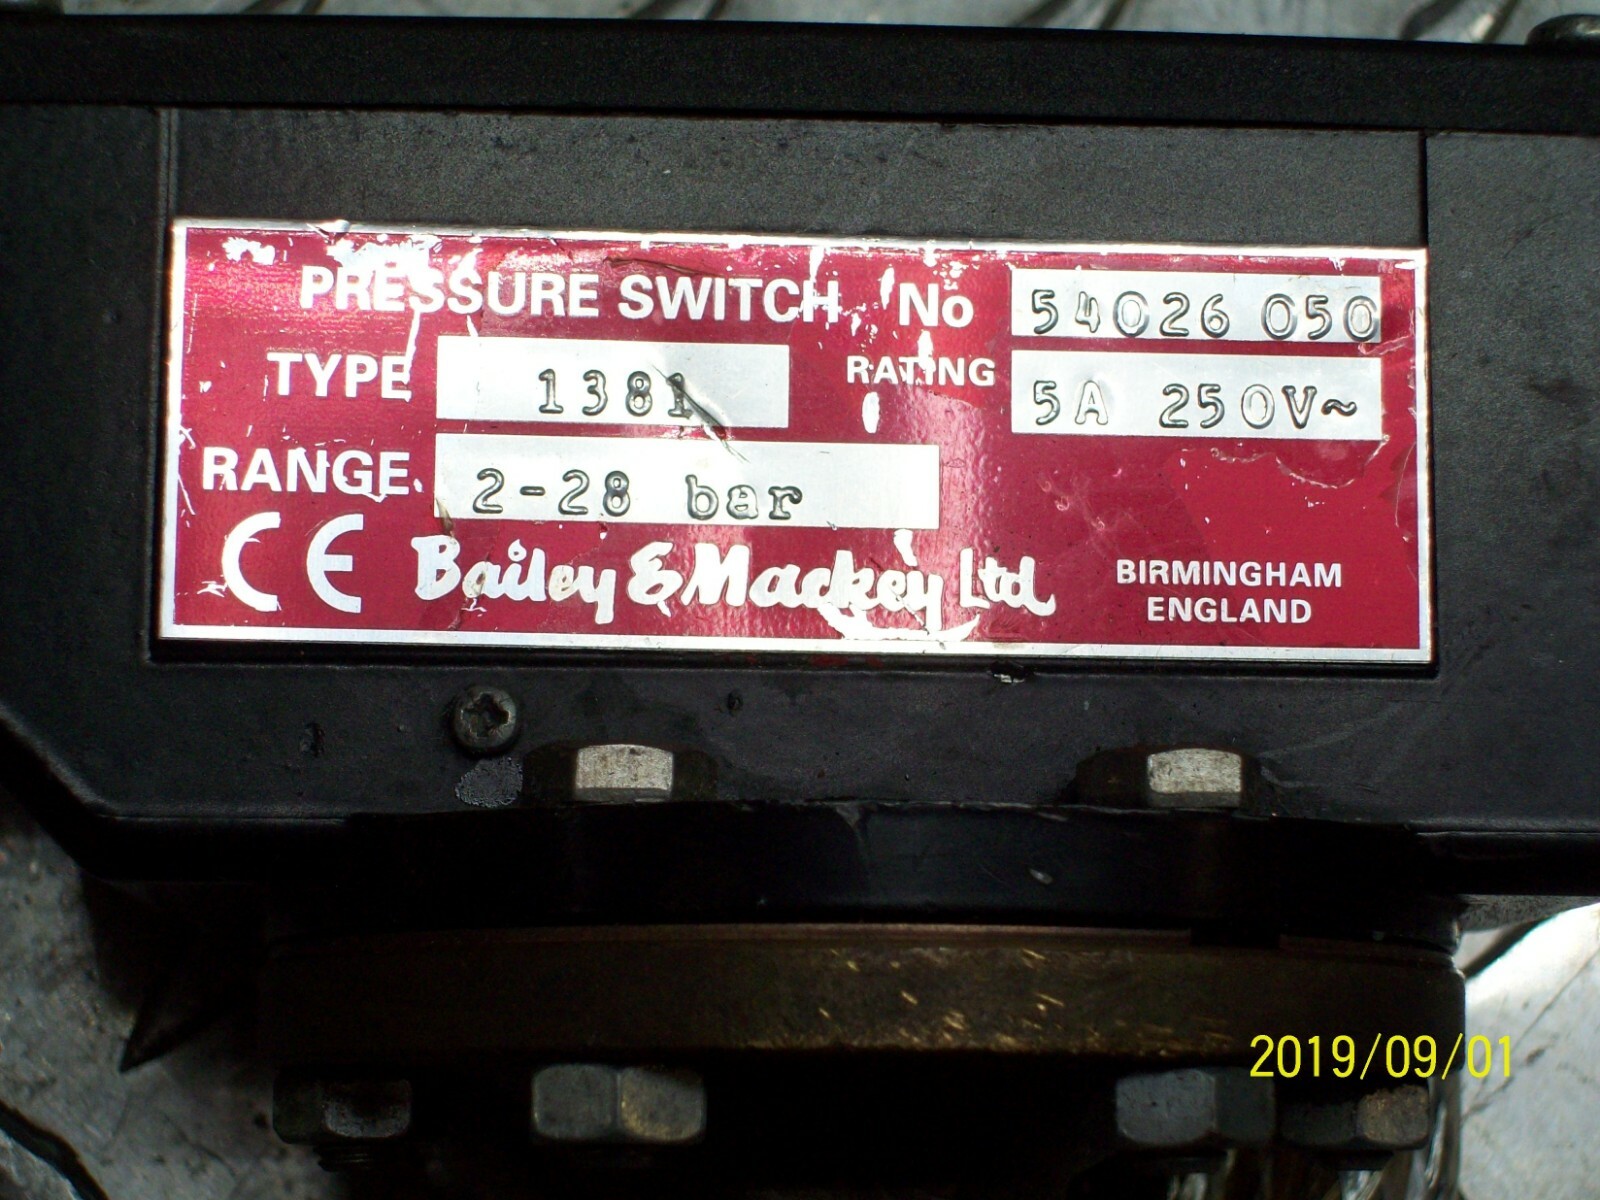 PRESSURE SWITCH No 54026 050
TYPE 1381 RATING 5A 250V~
RANGE 2-28 bar
CE Bailey & Mackey Ltd BIRMINGHAM
ENGLAND
2019/09/01